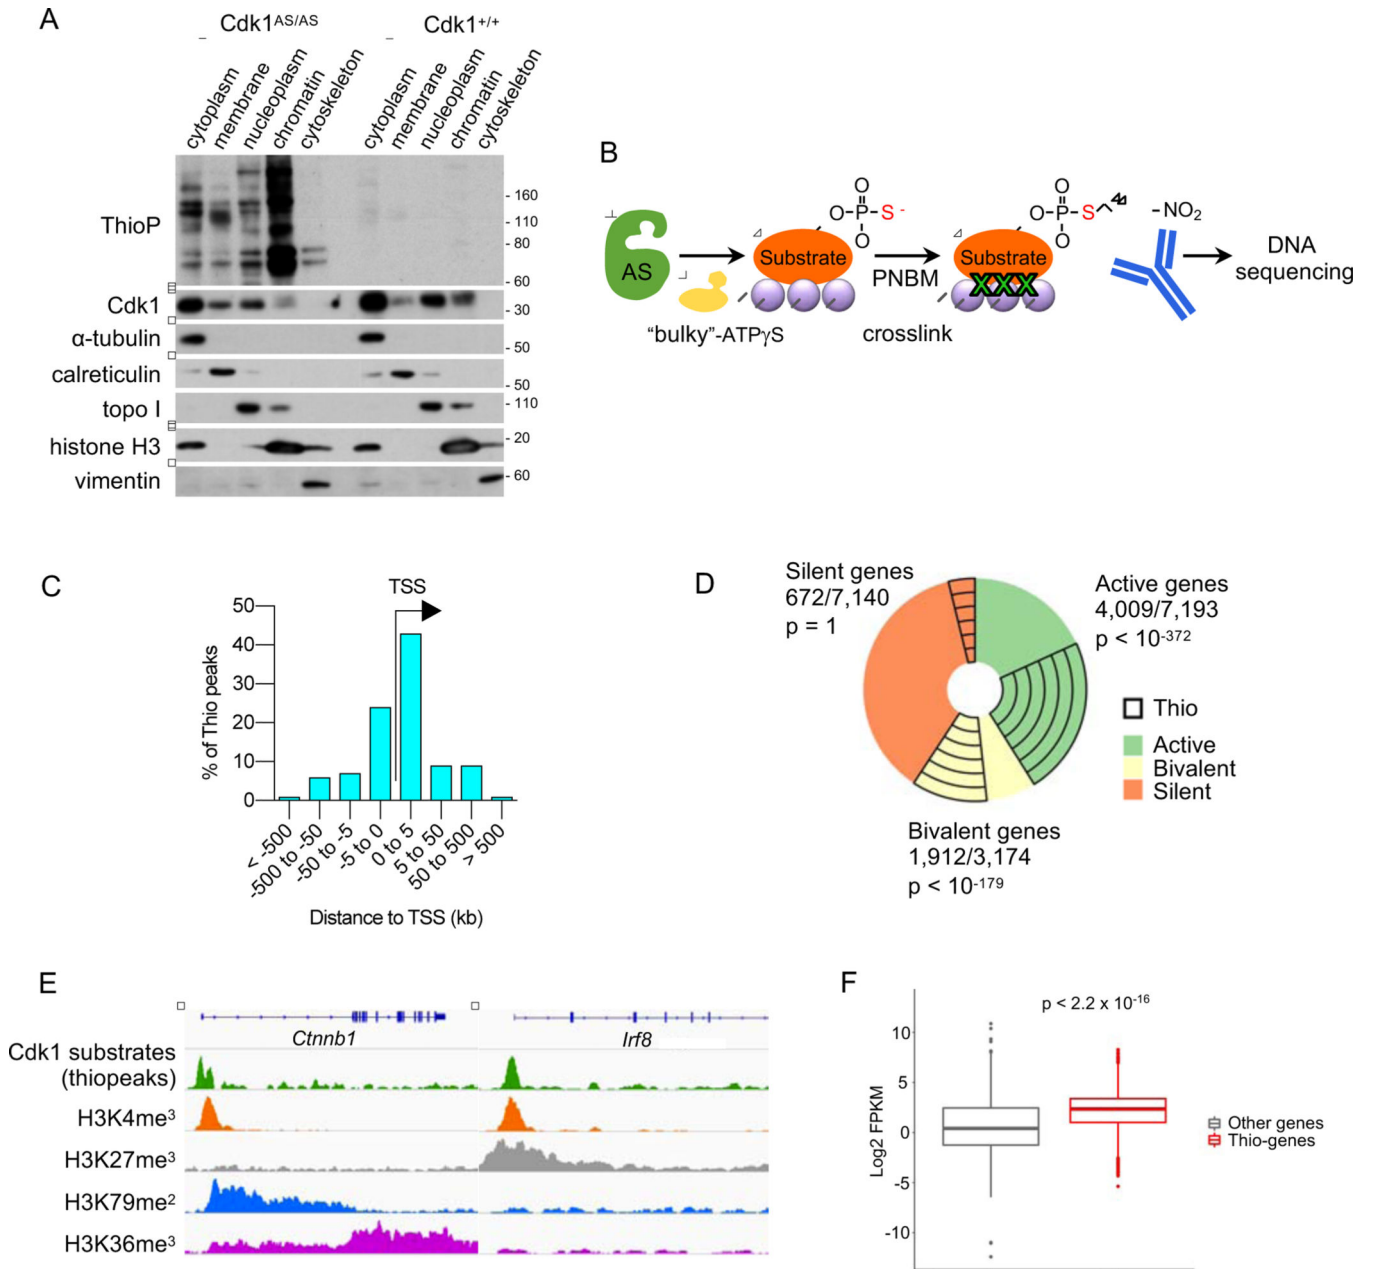 A
Cdk1AS/AS
Cdk1+/+
cytoplasm
membrane
nucleoplasm
chromatin
cytoskeleton
cytoplasm
membrane
nucleoplasm
chromatin
cytoskeleton
ThioP
- 160
- 110
- 80
- 60
Cdk1
- 30
α-tubulin
- 50
calreticulin
- 50
topo I
- 110
histone H3
- 20
vimentin
- 60
B
AS
"bulky"-ATPγS
Substrate
O
O-P-S -
O
PNBM
crosslink
Substrate
XXX
O
O-P-S
O
-NO2
DNA
sequencing
C
TSS
% of Thio peaks
50
40
30
20
10
0
< -500
-500 to -50
-50 to -5
-5 to 0
0 to 5
5 to 50
50 to 500
> 500
Distance to TSS (kb)
D
Silent genes
672/7,140
p = 1
Active genes
4,009/7,193
p < 10-372
Thio
Active
Bivalent
Silent
Bivalent genes
1,912/3,174
p < 10-179
E
Ctnnb1
Irf8
Cdk1 substrates
(thiopeaks)
H3K4me3
H3K27me3
H3K79me2
H3K36me3
F
p < 2.2 x 10-16
Log2 FPKM
10
5
0
-5
-10
Other genes
Thio-genes